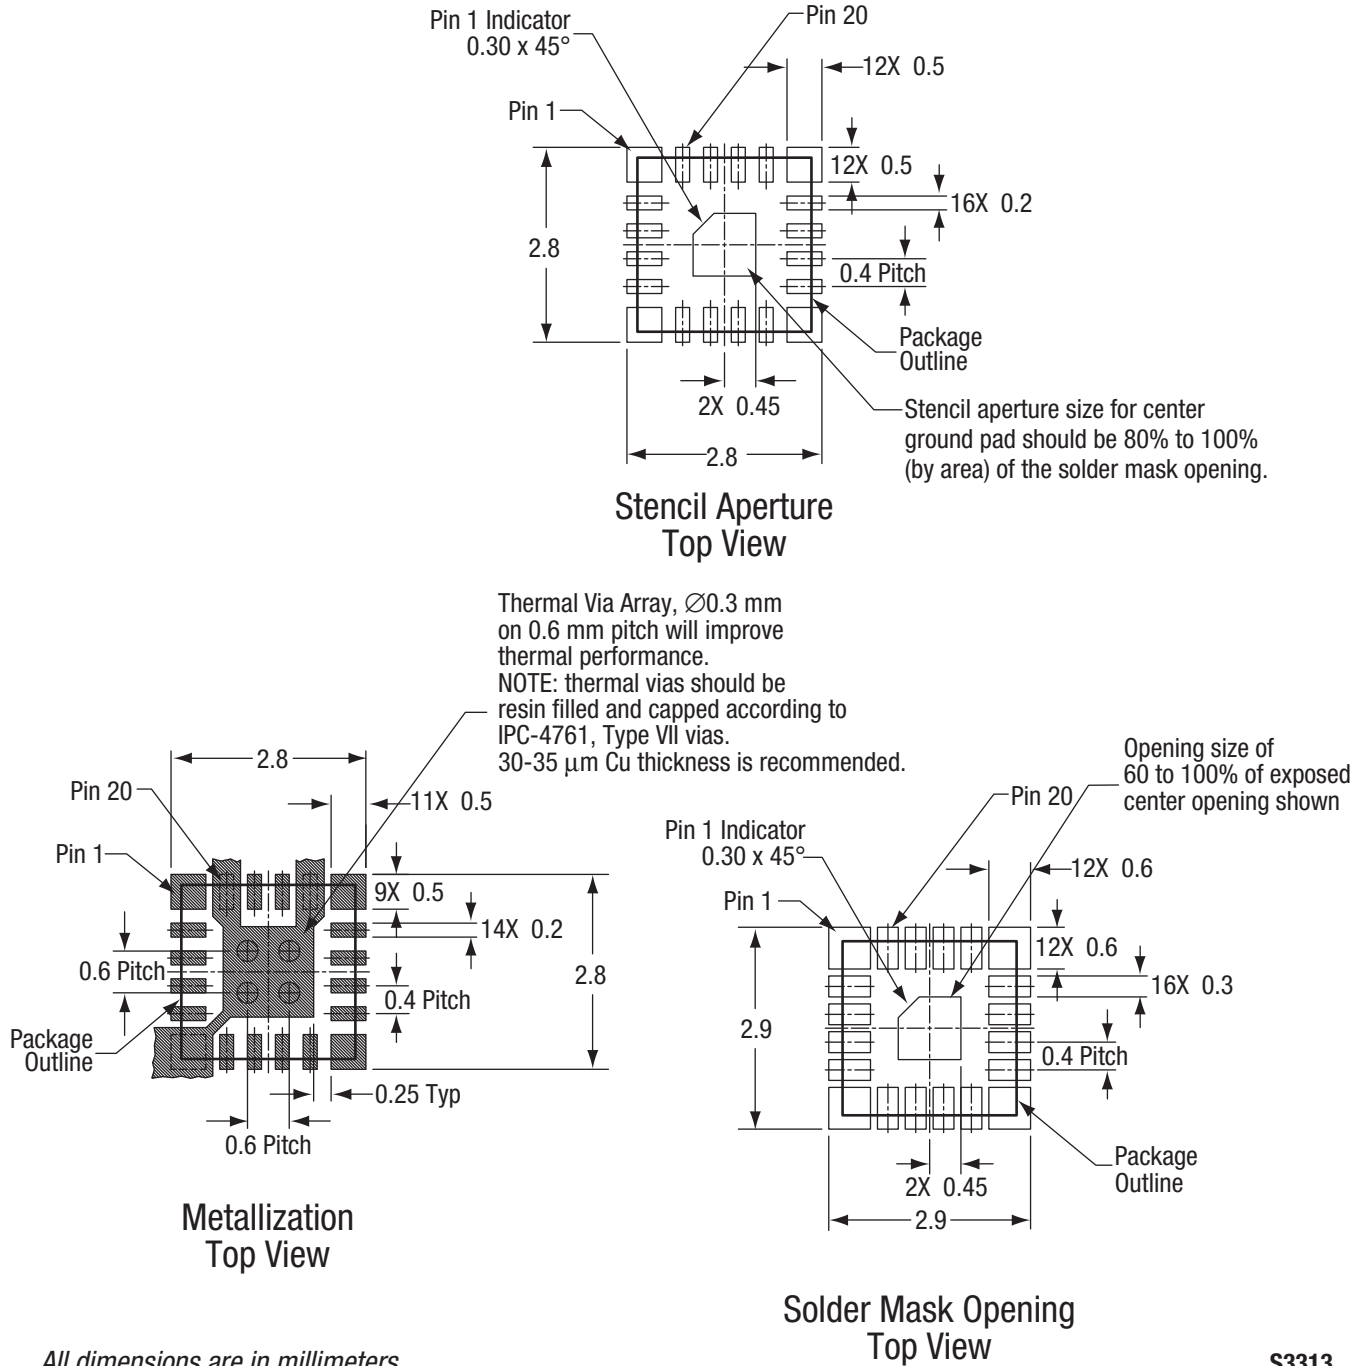 Pin 1 Indicator
0.30 x 45°
Pin 20
12X 0.5
Pin 1
12X 0.5
16X 0.2
2.8
0.4 Pitch
Package
Outline
2X 0.45
Stencil aperture size for center
ground pad should be 80% to 100%
(by area) of the solder mask opening.
2.8
Stencil Aperture
Top View
Thermal Via Array, ∅0.3 mm
on 0.6 mm pitch will improve
thermal performance.
NOTE: thermal vias should be
resin filled and capped according to
IPC-4761, Type VII vias.
30-35 μm Cu thickness is recommended.
2.8
Pin 20
11X 0.5
Pin 1
9X 0.5
14X 0.2
0.6 Pitch
2.8
0.4 Pitch
Package
Outline
0.25 Typ
0.6 Pitch
Metallization
Top View
Opening size of
60 to 100% of exposed
center opening shown
Pin 20
Pin 1 Indicator
0.30 x 45°
12X 0.6
Pin 1
12X 0.6
16X 0.3
2.9
0.4 Pitch
Package
Outline
2X 0.45
2.9
Solder Mask Opening
Top View
All dimensions are in millimeters
S3313